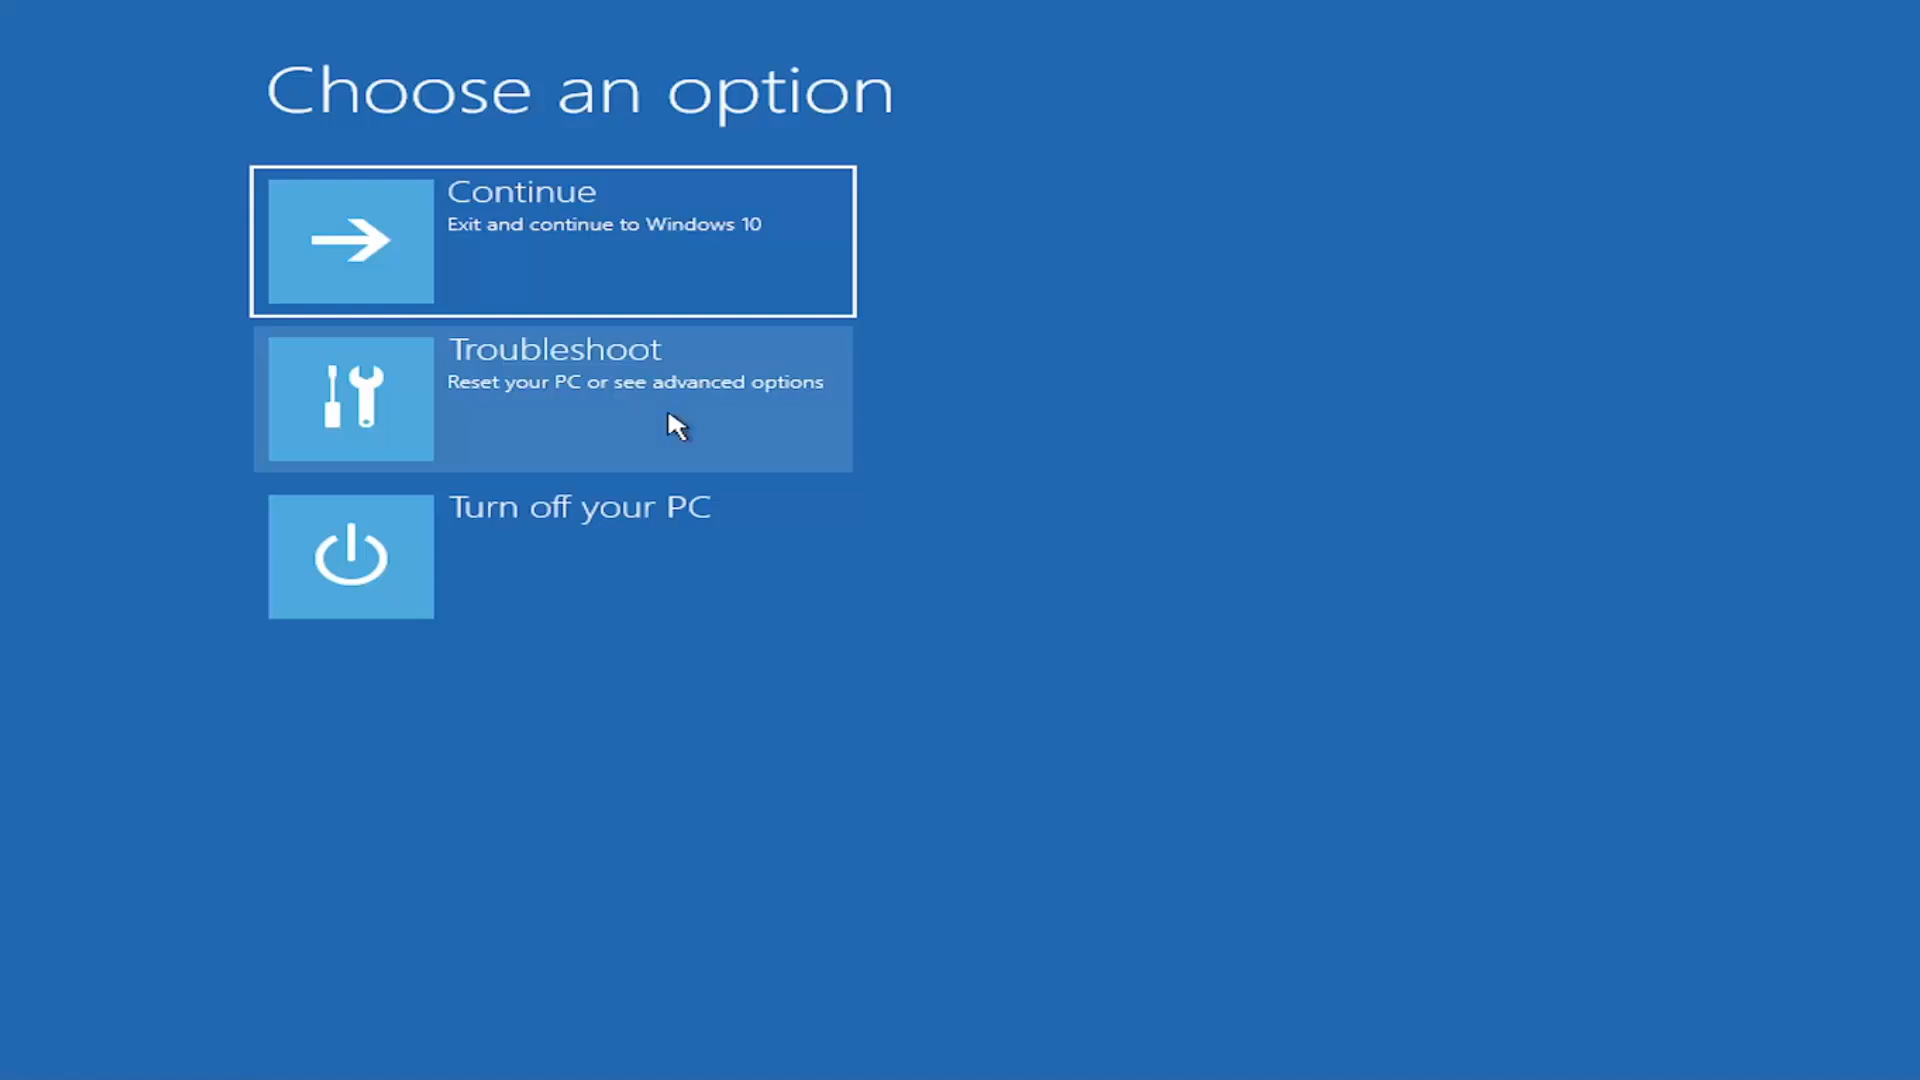 Choose an option
Continue
Exit and continue to Windows 10
Troubleshoot
Reset your PC or see advanced options
Turn off your PC